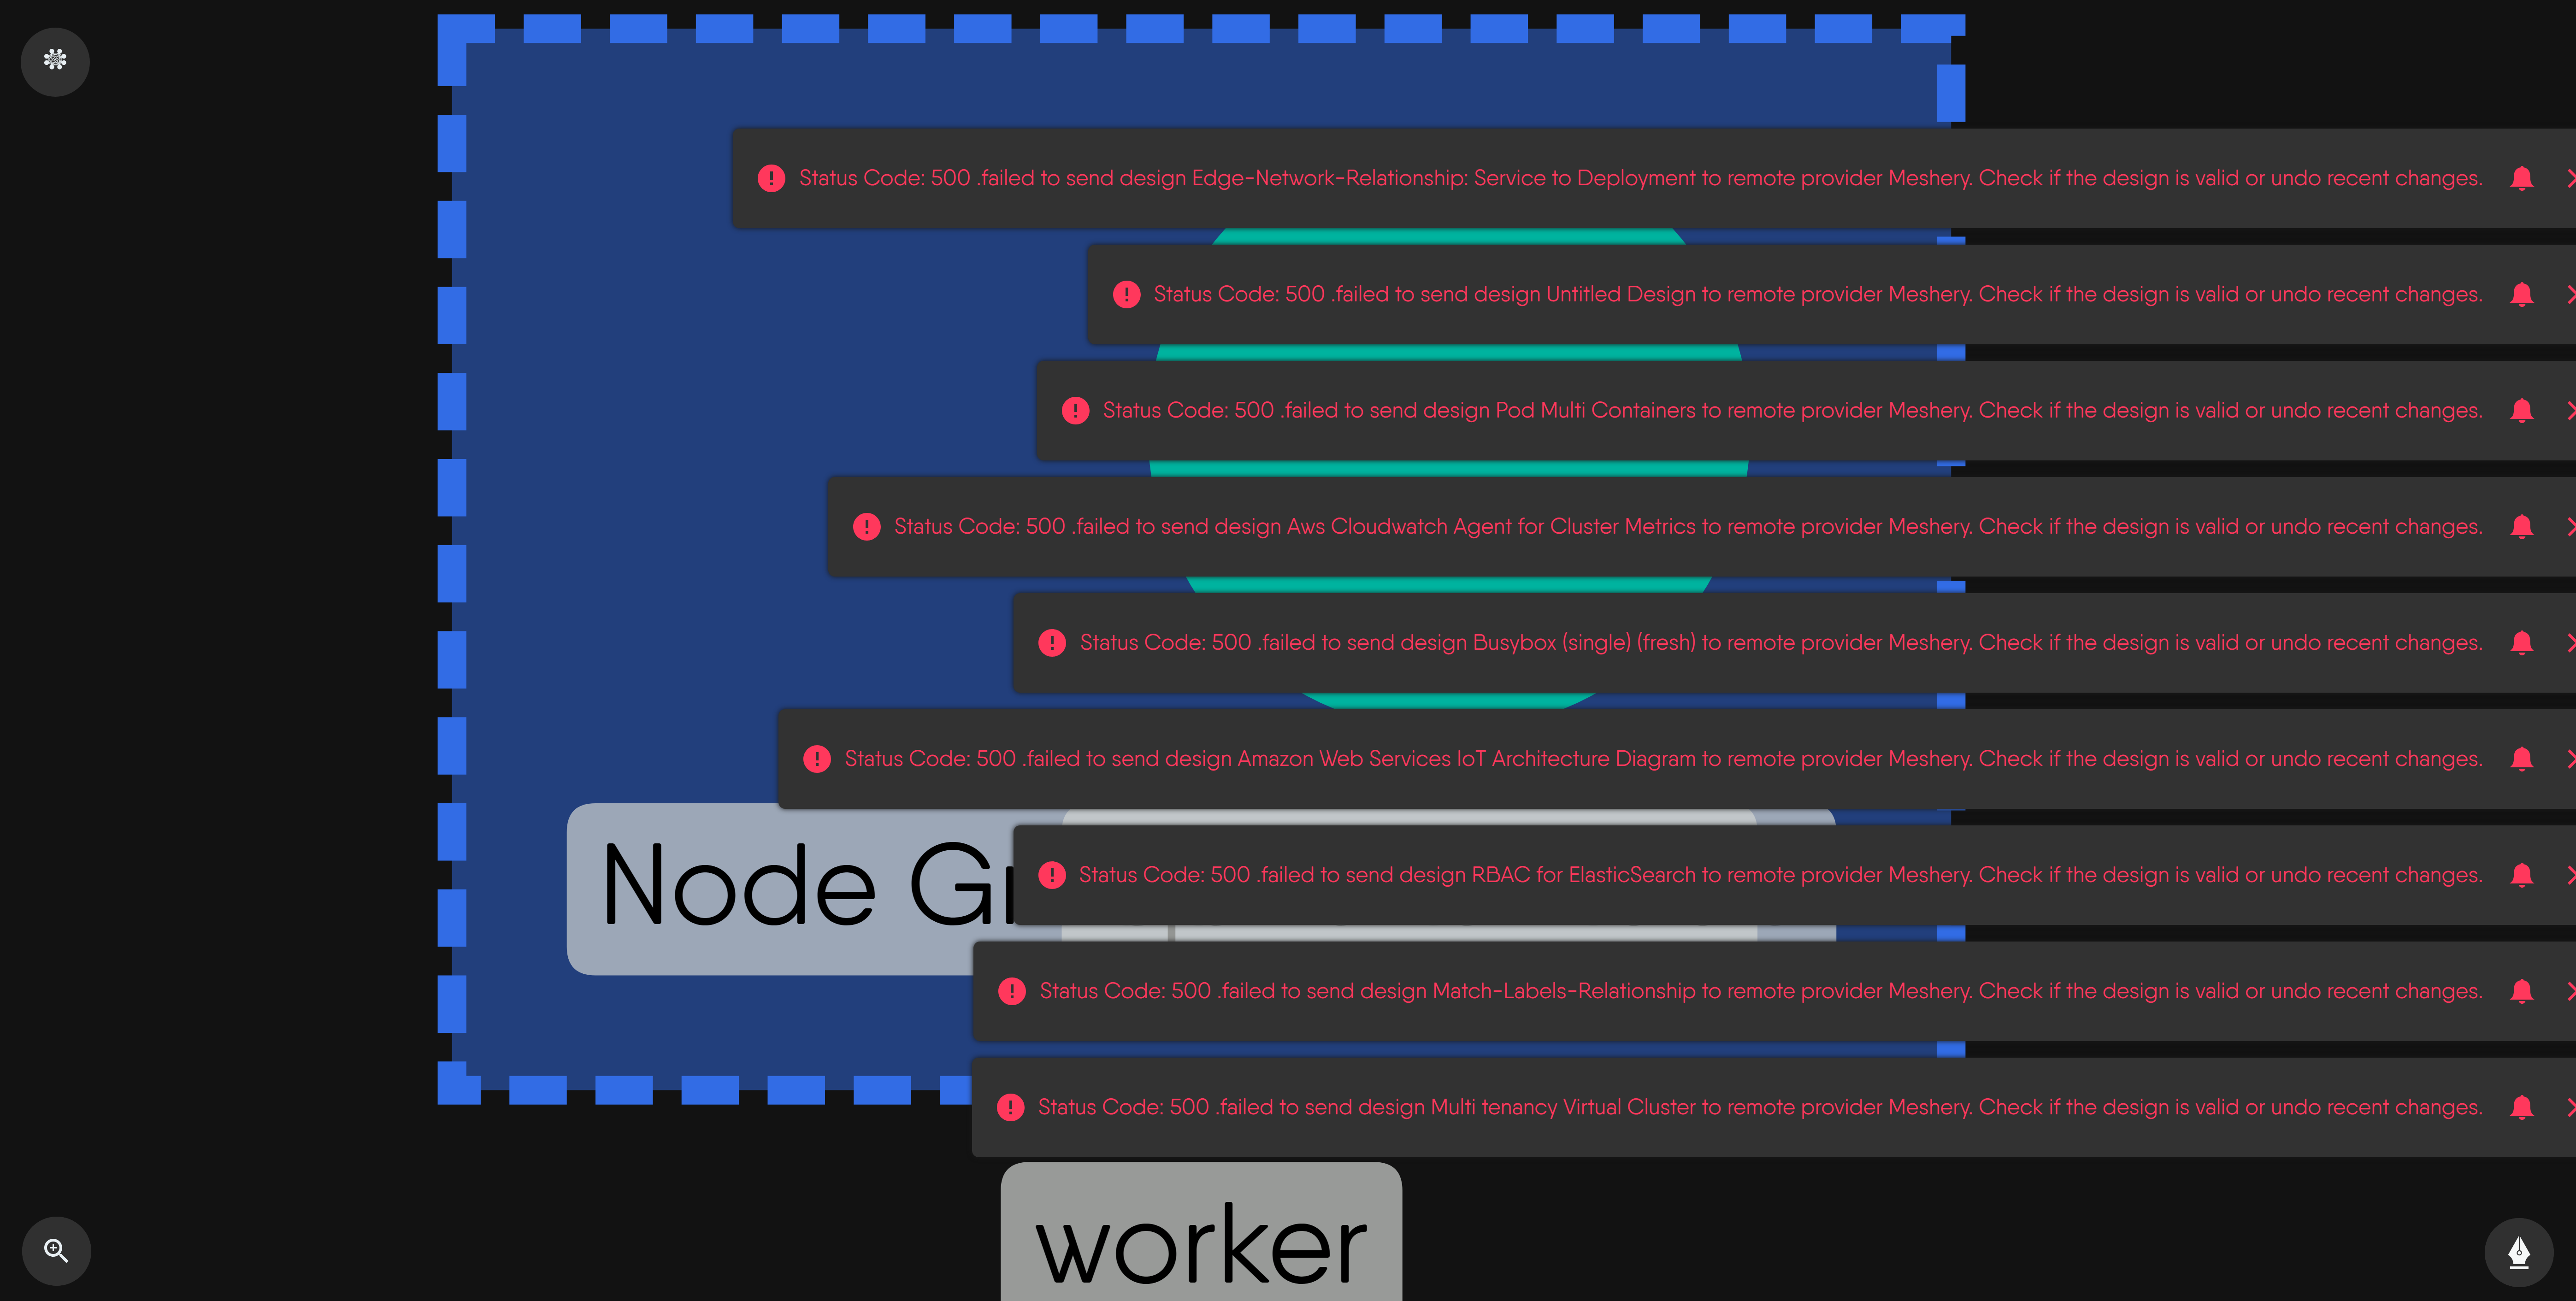 Status Code: 500 .failed to send design Edge-Network-Relationship: Service to Deployment to remote provider Meshery. Check if the design is valid or undo recent changes.
Status Code: 500 .failed to send design Untitled Design to remote provider Meshery. Check if the design is valid or undo recent changes.
Status Code: 500 .failed to send design Pod Multi Containers to remote provider Meshery. Check if the design is valid or undo recent changes.
Status Code: 500 .failed to send design Aws Cloudwatch Agent for Cluster Metrics to remote provider Meshery. Check if the design is valid or undo recent changes.
Status Code: 500 .failed to send design Busybox (single) (fresh) to remote provider Meshery. Check if the design is valid or undo recent changes.
Status Code: 500 .failed to send design Amazon Web Services IoT Architecture Diagram to remote provider Meshery. Check if the design is valid or undo recent changes.
Node
Status Code: 500 .failed to send design RBAC for ElasticSearch to remote provider Meshery. Check if the design is valid or undo recent changes.
Status Code: 500 .failed to send design Match-Labels-Relationship to remote provider Meshery. Check if the design is valid or undo recent changes.
Status Code: 500 .failed to send design Multi tenancy Virtual Cluster to remote provider Meshery. Check if the design is valid or undo recent changes.
worker